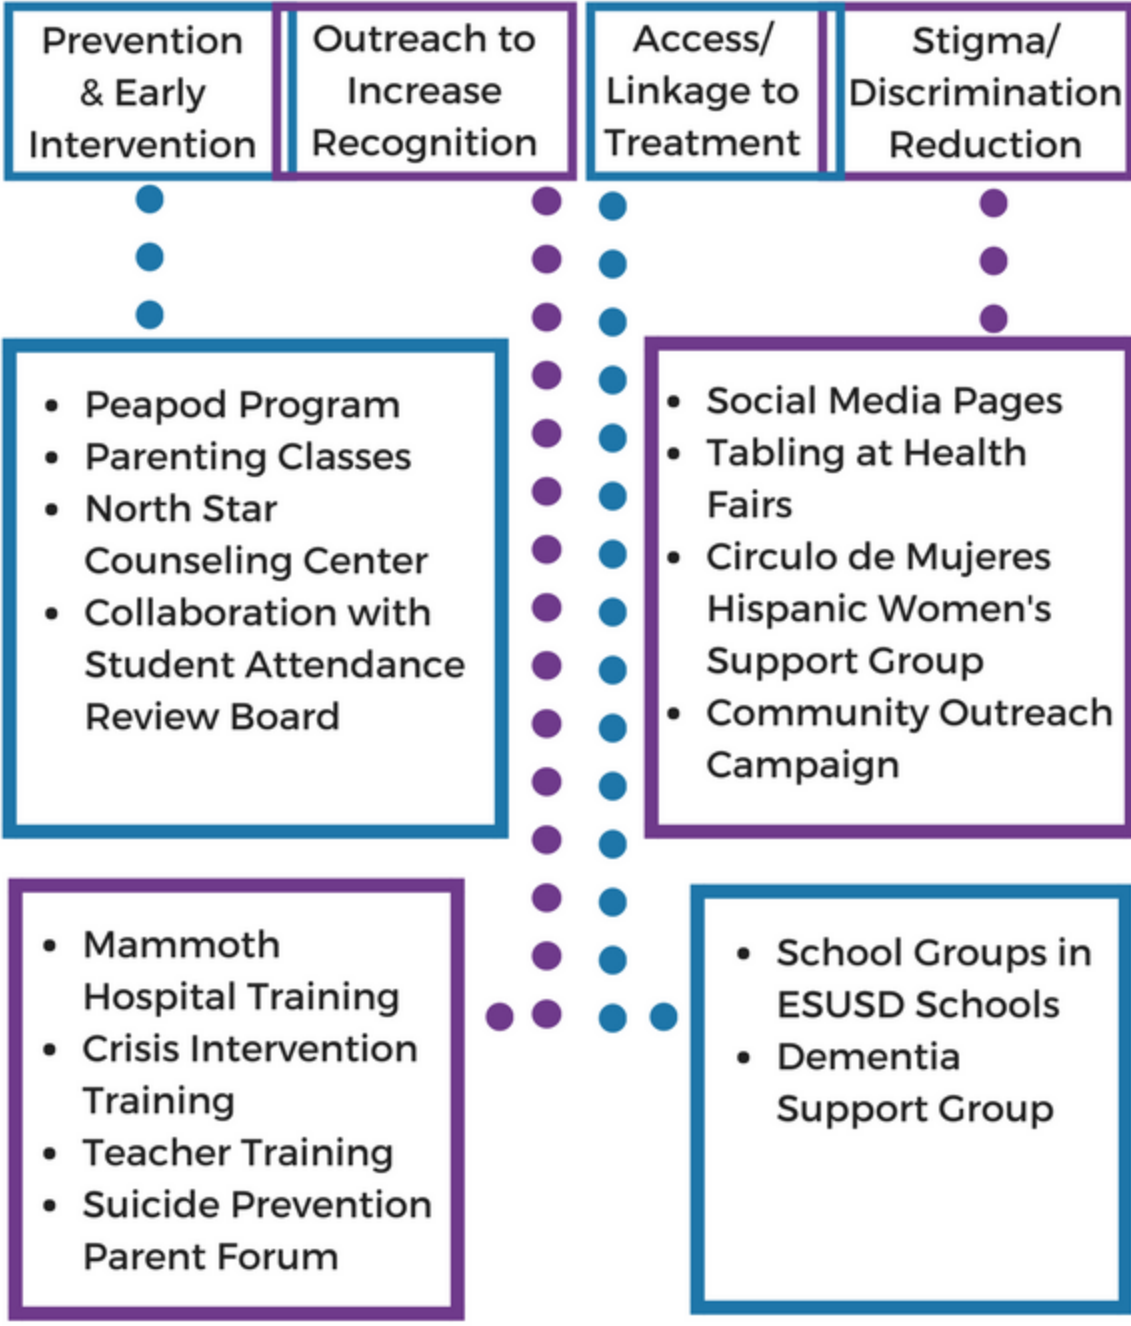 Prevention
& Early
Intervention
Outreach to
Increase
Recognition
Access/
Linkage to
Treatment
Stigma/
Discrimination
Reduction
• Peapod Program
• Parenting Classes
• North Star
Counseling Center
• Collaboration with
Student Attendance
Review Board
• Social Media Pages
• Tabling at Health
Fairs
• Circulo de Mujeres
Hispanic Women's
Support Group
• Community Outreach
Campaign
• Mammoth
Hospital Training
• Crisis Intervention
Training
• Teacher Training
• Suicide Prevention
Parent Forum
• School Groups in
ESUSD Schools
• Dementia
Support Group